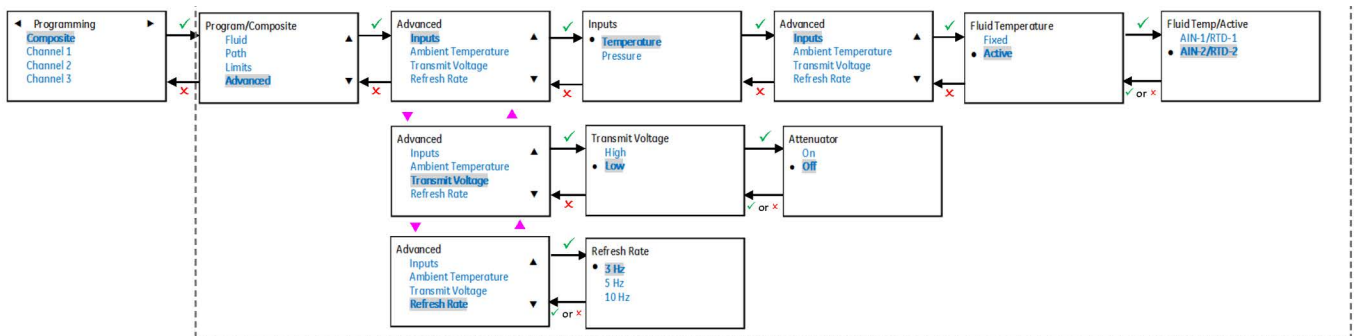 Programming
Composite
Channel 1
Channel 2
Channel 3
Program/Composite
Fluid
Path
Limits
Advanced
Advanced
Inputs
Ambient Temperature
Transmit Voltage
Refresh Rate
Inputs
• Temperature
Pressure
Advanced
Inputs
Ambient Temperature
Transmit Voltage
Refresh Rate
Fluid Temperature
Fixed
• Active
Fluid Temp/Active
AIN-1/RTD-1
• AIN-2/RTD-2
or
Advanced
Inputs
Ambient Temperature
Transmit Voltage
Refresh Rate
Transmit Voltage
High
• Low
Attenuator
On
• Off
or
Advanced
Inputs
Ambient Temperature
Transmit Voltage
Refresh Rate
Refresh Rate
• 3 Hz
5 Hz
10 Hz
or